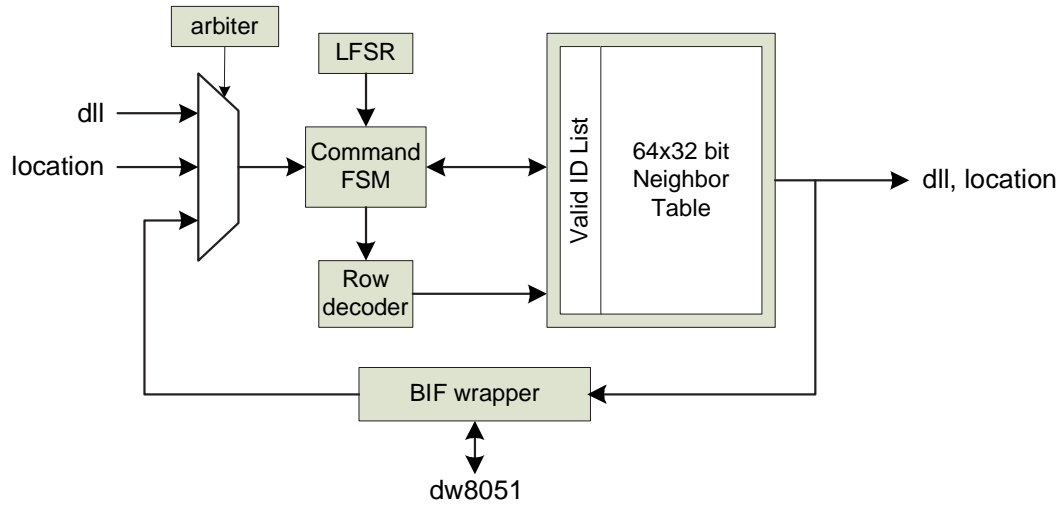 arbiter
LFSR
dll
location
Command
FSM
Valid ID List
64x32 bit
Neighbor
Table
dll, location
Row
decoder
BIF wrapper
dw8051